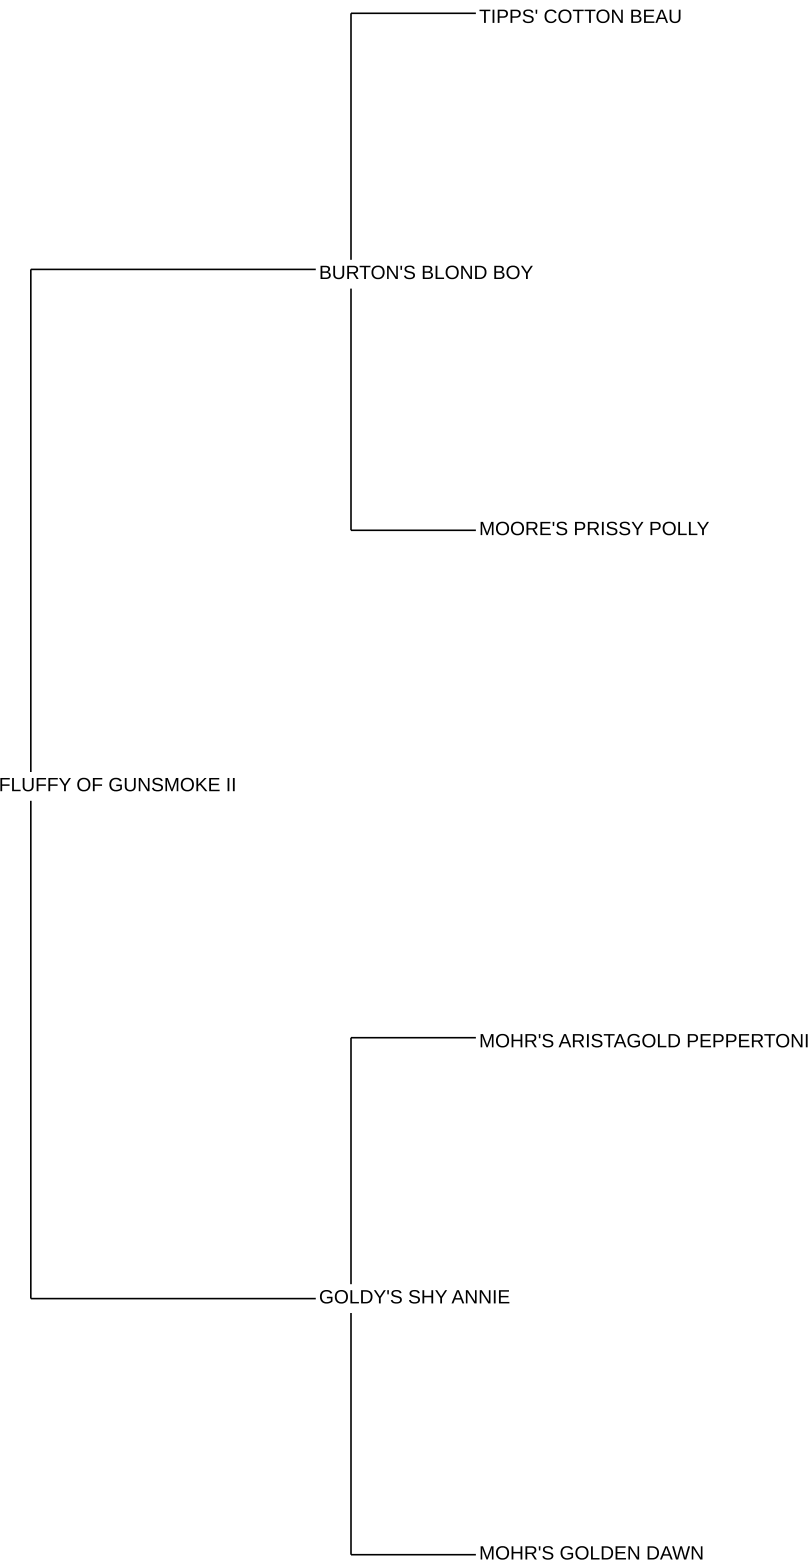 TIPPS' COTTON BEAU
BURTON'S BLOND BOY
MOORE'S PRISSY POLLY
FLUFFY OF GUNSMOKE II
MOHR'S ARISTAGOLD PEPPERTONI
GOLDY'S SHY ANNIE
MOHR'S GOLDEN DAWN